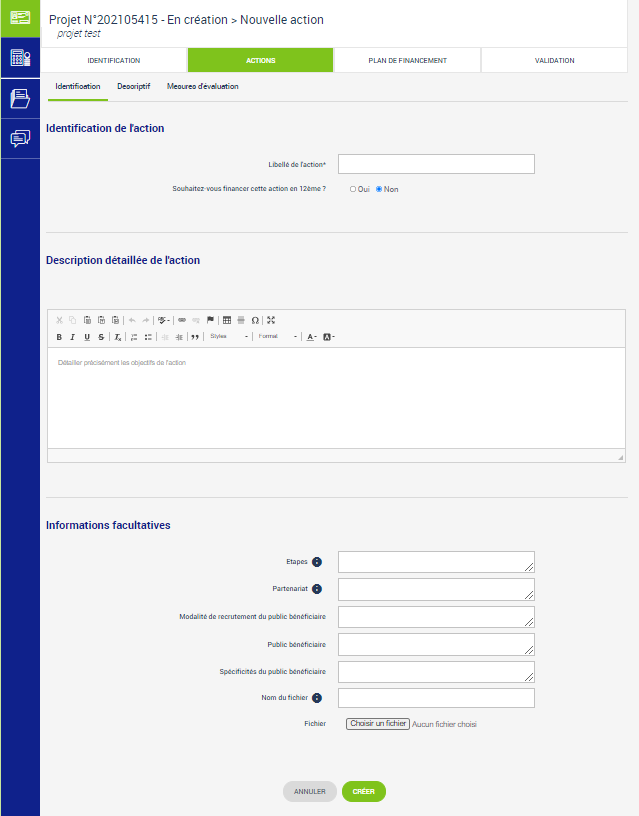 Projet N°202105415 - En création > Nouvelle action
projet test
IDENTIFICATION ACTIONS PLAN DE FINANCEMENT VALIDATION
Identification Descriptif Mesures d'évaluation
Identification de l'action
Libellé de l'action*
Souhaitez-vous financer cette action en 12ème ? Oui Non
Description détaillée de l'action
B I U S Ix Styles Format A A
Détailler précisément les objectifs de l'action
Informations facultatives
Etapes
Partenariat
Modalité de recrutement du public bénéficiaire
Public bénéficiaire
Spécificités du public bénéficiaire
Nom du fichier
Fichier Choisir un fichier Aucun fichier choisi
ANNULER CRÉER